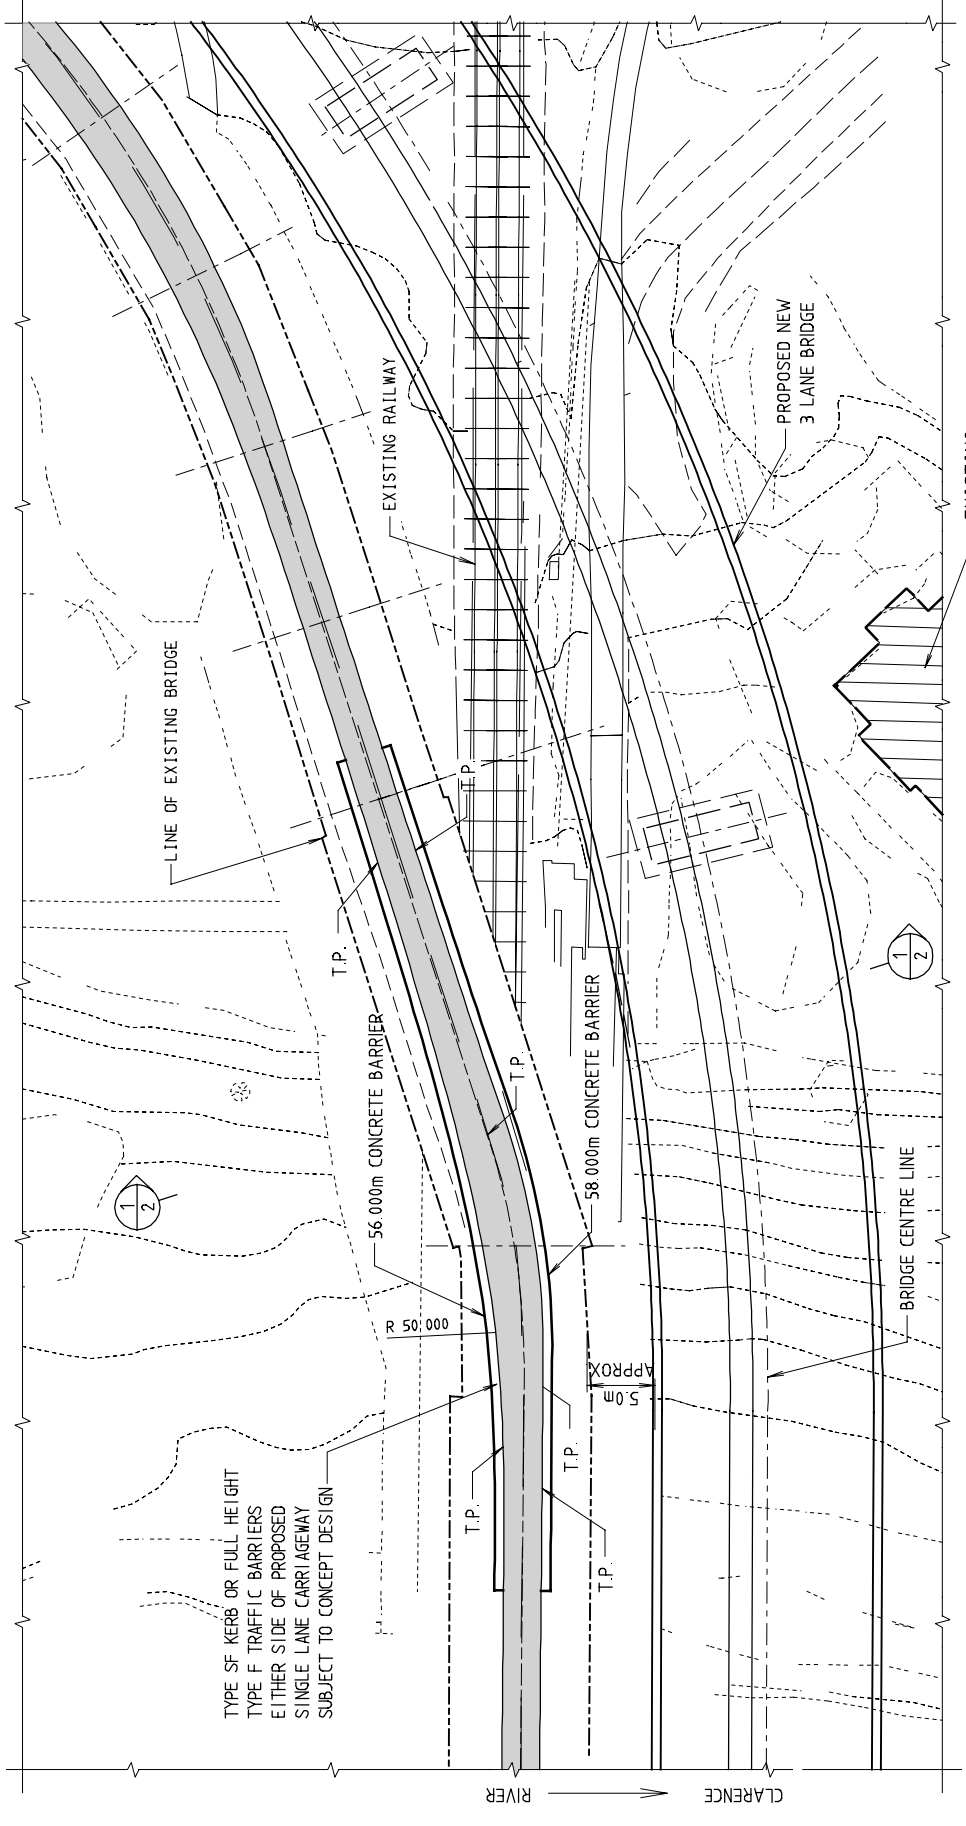 TYPE SF KERB OR FULL HEIGHT
TYPE F TRAFFIC BARRIERS
EITHER SIDE OF PROPOSED
SINGLE LANE CARRIAGEWAY
SUBJECT TO CONCEPT DESIGN
LINE OF EXISTING BRIDGE
EXISTING RAILWAY
PROPOSED NEW
3 LANE BRIDGE
56.000m CONCRETE BARRIER
58.000m CONCRETE BARRIER
R 50.000
BRIDGE CENTRE LINE
5.0m
APPROX
T.P.
T.P.
T.P.
T.P.
T.P.
T.P.
1
2
1
2
CLARENCE
RIVER